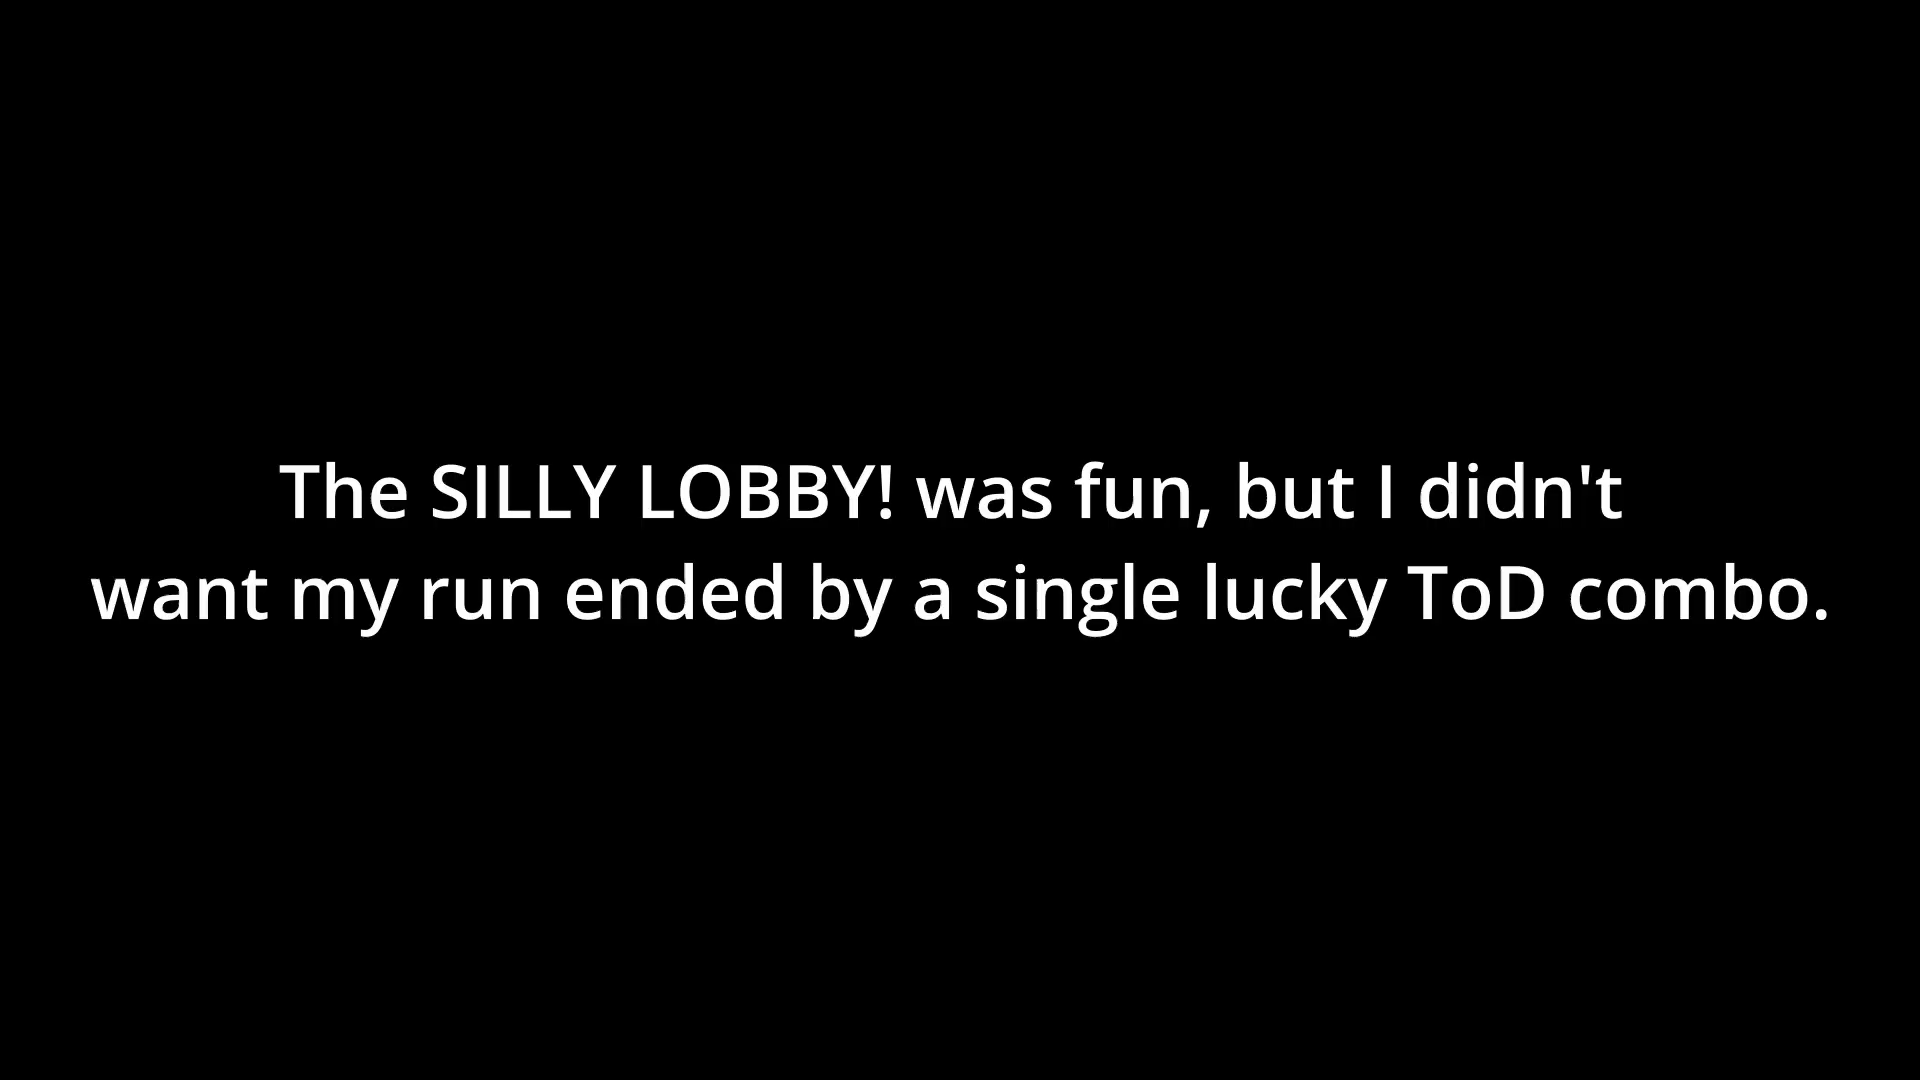 The SILLY LOBBY! was fun, but I didn't
want my run ended by a single lucky ToD combo.